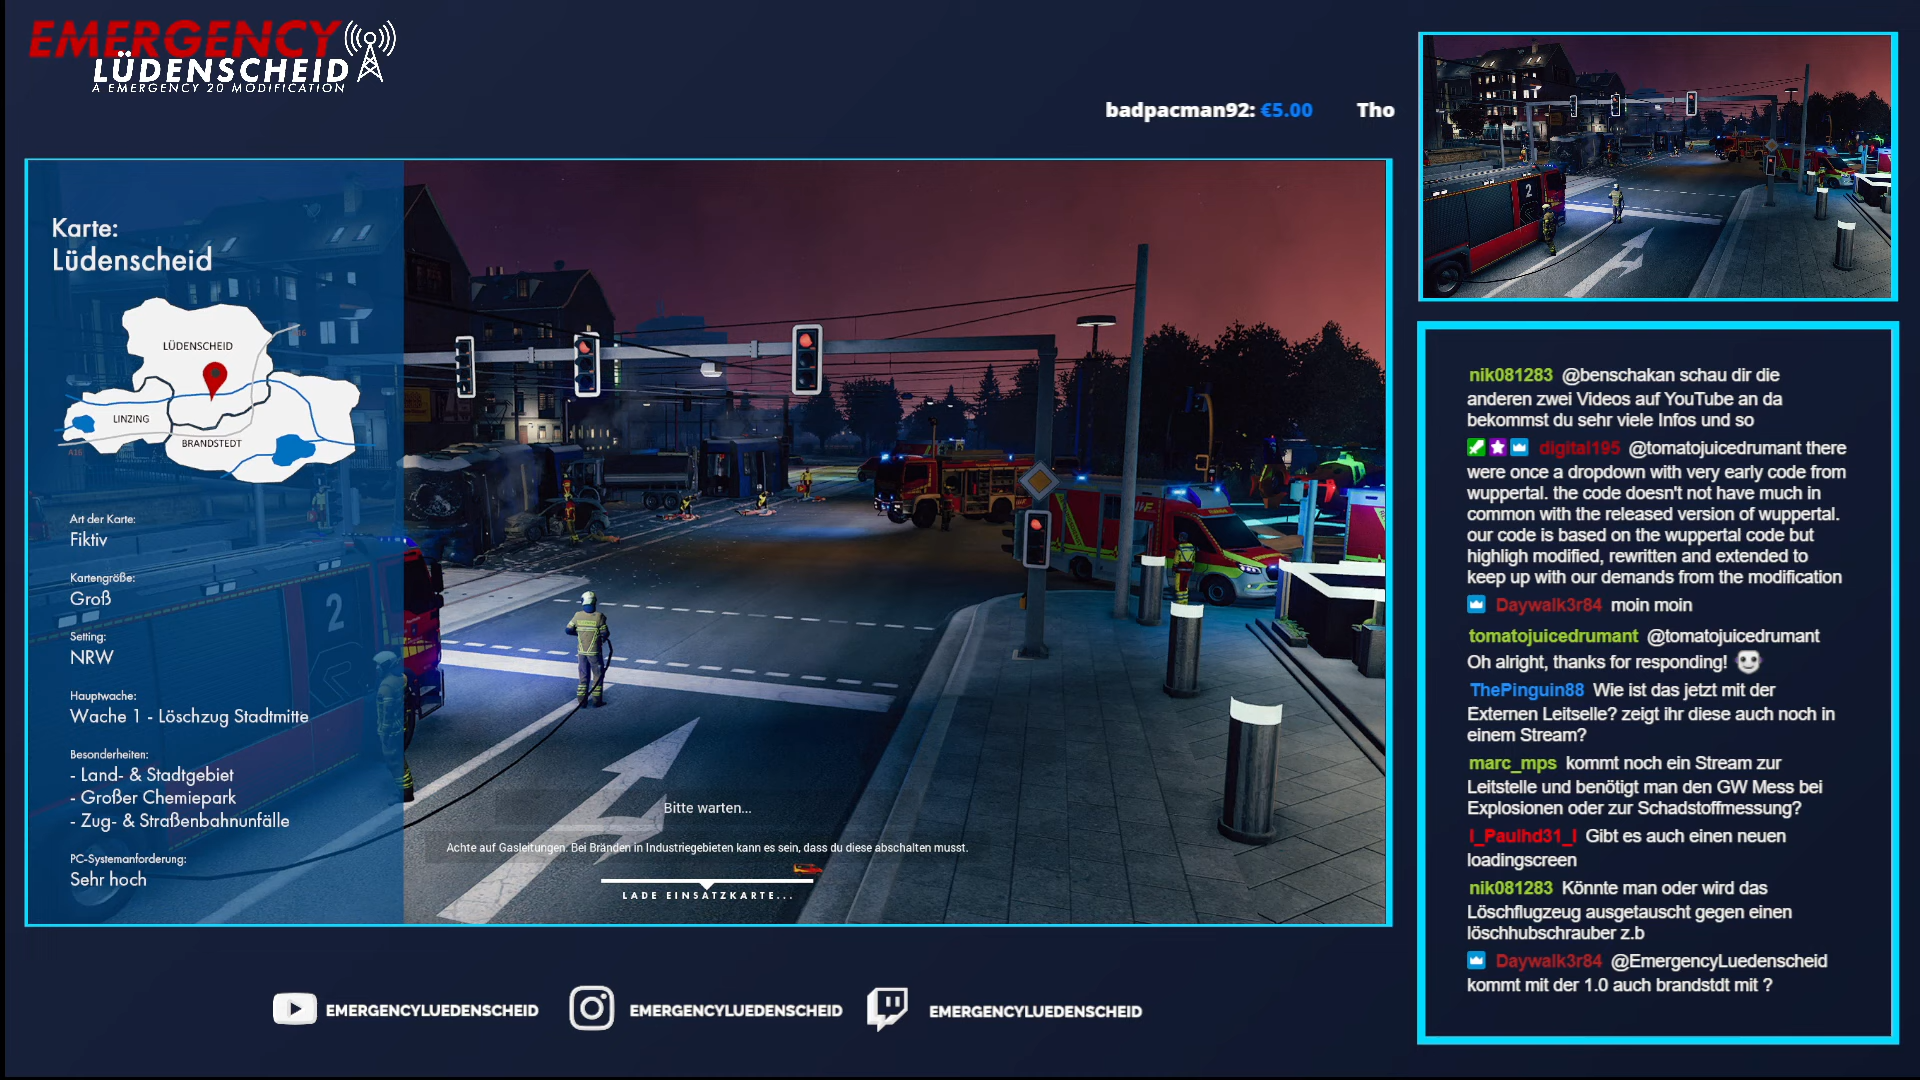 EMERGENCY
LÜDENSCHEID
A EMERGENCY 20 MODIFICATION
badpacman92: €5.00 Tho
Karte:
Lüdenscheid
LÜDENSCHEID
LINZING
BRANDSTEDT
Art der Karte:
Fiktiv
Kartengröße:
Groß
Setting:
NRW
Hauptwache:
Wache 1 - Löschzug Stadtmitte
Besonderheiten:
- Land- & Stadtgebiet
- Großer Chemiepark
- Zug- & Straßenbahnunfälle
PC-Systemanforderung:
Sehr hoch
2
Bitte warten...
Achte auf Gasleitungen. Bei Bränden in Industriegebieten kann es sein, dass du diese abschalten musst.
LADE EINSATZKARTE...
2
nik081283 @benschakan schau dir die
anderen zwei Videos auf YouTube an da
bekommst du sehr viele Infos und so
digital195 @tomatojuicedrumant there
were once a dropdown with very early code from
wuppertal. the code doesn't not have much in
common with the released version of wuppertal.
our code is based on the wuppertal code but
highligh modified, rewritten and extended to
keep up with our demands from the modification
Daywalk3r84 moin moin
tomatojuicedrumant @tomatojuicedrumant
Oh alright, thanks for responding!
ThePinguin88 Wie ist das jetzt mit der
Externen Leitselle? zeigt ihr diese auch noch in
einem Stream?
marc_mps kommt noch ein Stream zur
Leitstelle und benötigt man den GW Mess bei
Explosionen oder zur Schadstoffmessung?
I_Paulhd31_I Gibt es auch einen neuen
loadingscreen
nik081283 Könnte man oder wird das
Löschflugzeug ausgetauscht gegen einen
löschhubschrauber z.b
Daywalk3r84 @EmergencyLuedenscheid
kommt mit der 1.0 auch brandstdt mit ?
EMERGENCYLUEDENSCHEID EMERGENCYLUEDENSCHEID EMERGENCYLUEDENSCHEID